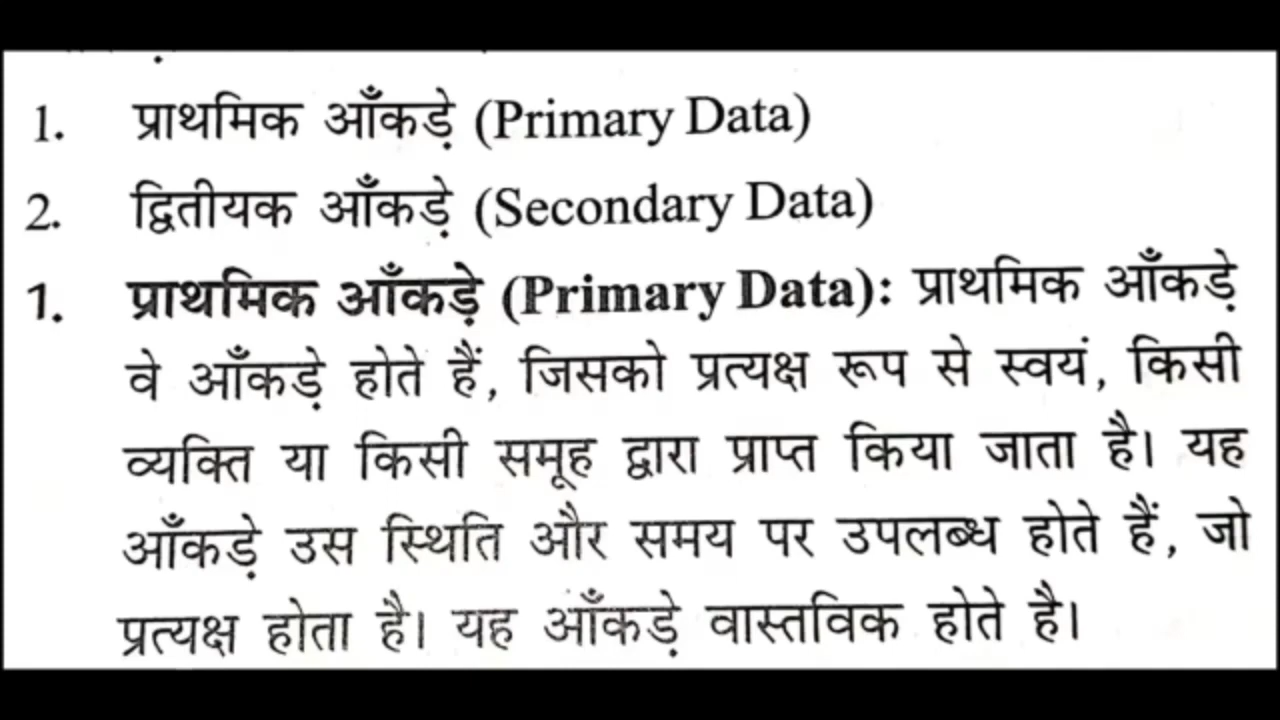 1. प्राथमिक आँकड़े (Primary Data)
2. द्वितीयक आँकड़े (Secondary Data)
1. प्राथमिक आँकड़े (Primary Data): प्राथमिक आँकड़े
वे आँकड़े होते हैं, जिसको प्रत्यक्ष रूप से स्वयं, किसी
व्यक्ति या किसी समूह द्वारा प्राप्त किया जाता है। यह
आँकड़े उस स्थिति और समय पर उपलब्ध होते हैं, जो
प्रत्यक्ष होता है। यह आँकड़े वास्तविक होते है।